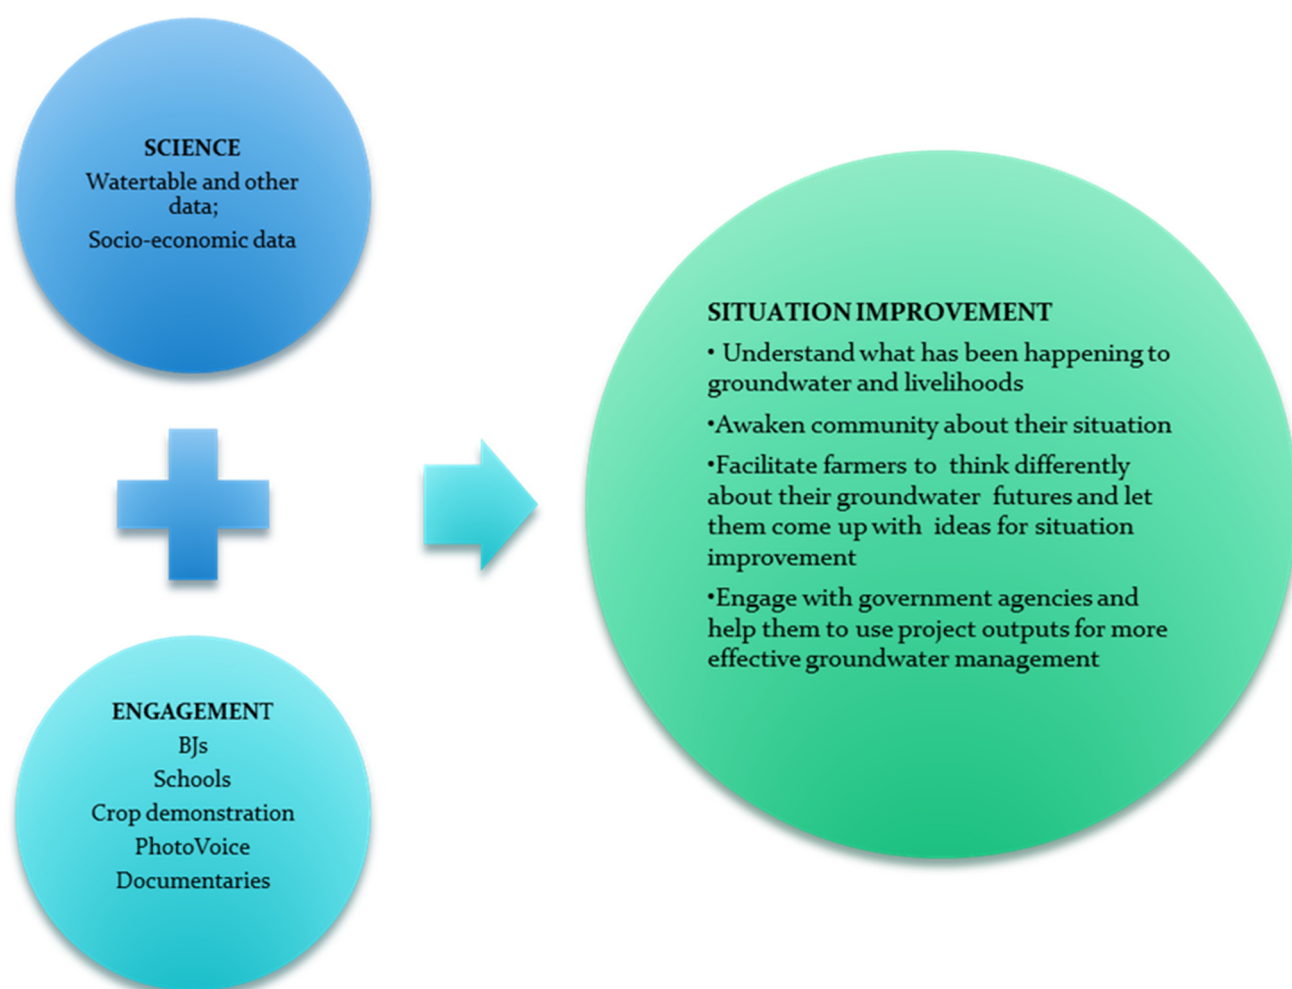 SCIENCE
Watertable and other
data;
Socio-economic data
ENGAGEMENT
BJs
Schools
Crop demonstration
PhotoVoice
Documentaries
SITUATION IMPROVEMENT
• Understand what has been happening to
groundwater and livelihoods
•Awaken community about their situation
•Facilitate farmers to think differently
about their groundwater futures and let
them come up with ideas for situation
improvement
•Engage with government agencies and
help them to use project outputs for more
effective groundwater management